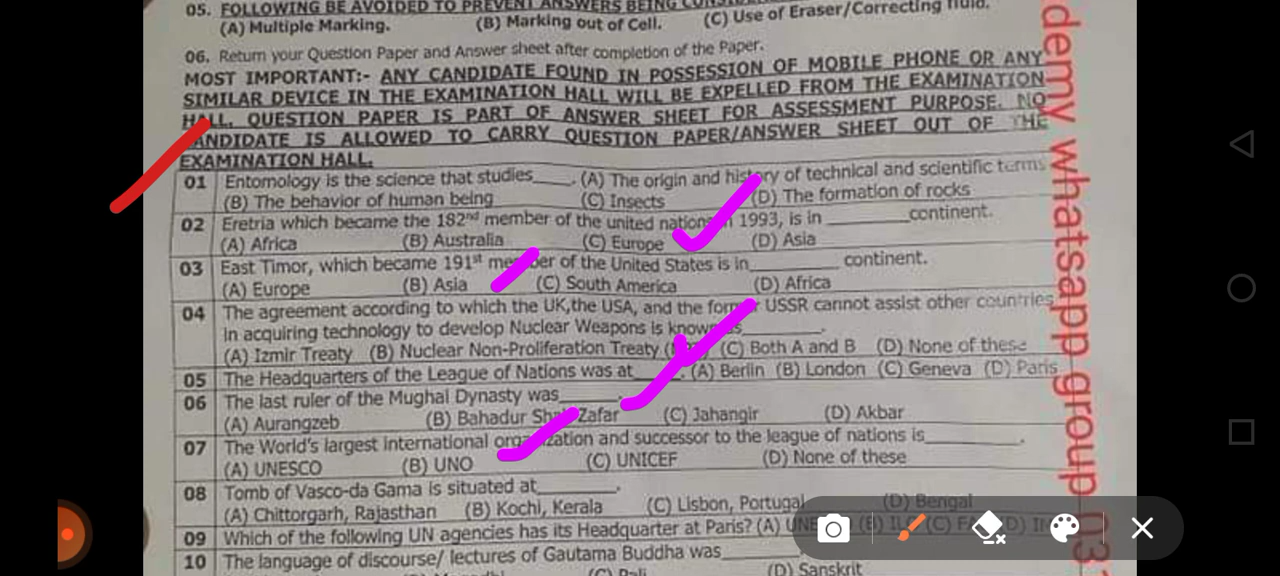 05. FOLLOWING BE AVOIDED TO PREVENT ANSWERS BEING
(A) Multiple Marking. (B) Marking out of Cell. (C) Use of Eraser/Correcting fluid.
06. Return your Question Paper and Answer sheet after completion of the Paper.
MOST IMPORTANT:- ANY CANDIDATE FOUND IN POSSESSION OF MOBILE PHONE OR ANY
SIMILAR DEVICE IN THE EXAMINATION HALL WILL BE EXPELLED FROM THE EXAMINATION
HALL. QUESTION PAPER IS PART OF ANSWER SHEET FOR ASSESSMENT PURPOSE. NO
CANDIDATE IS ALLOWED TO CARRY QUESTION PAPER/ANSWER SHEET OUT OF THE
EXAMINATION HALL.
01 Entomology is the science that studies____. (A) The origin and history of technical and scientific terms
(B) The behavior of human being (C) Insects (D) The formation of rocks
02 Eretria which became the 182nd member of the united nations in 1993, is in ________continent.
(A) Africa (B) Australia (C) Europe (D) Asia
03 East Timor, which became 191st member of the United States is in_________ continent.
(A) Europe (B) Asia (C) South America (D) Africa
04 The agreement according to which the UK,the USA, and the former USSR cannot assist other countries
in acquiring technology to develop Nuclear Weapons is known as________.
(A) Izmir Treaty (B) Nuclear Non-Proliferation Treaty (C) Both A and B (D) None of these
05 The Headquarters of the League of Nations was at_____. (A) Berlin (B) London (C) Geneva (D) Paris
06 The last ruler of the Mughal Dynasty was______.
(A) Aurangzeb (B) Bahadur Shah Zafar (C) Jahangir (D) Akbar
07 The World's largest international organization and successor to the league of nations is_________.
(A) UNESCO (B) UNO (C) UNICEF (D) None of these
08 Tomb of Vasco-da Gama is situated at________.
(A) Chittorgarh, Rajasthan (B) Kochi, Kerala (C) Lisbon, Portugal (D) Bengal
09 Which of the following UN agencies has its Headquarter at Paris? (A)
10 The language of discourse/ lectures of Gautama Buddha was________
(C) Pali (D) Sanskrit
demy whatsapp group